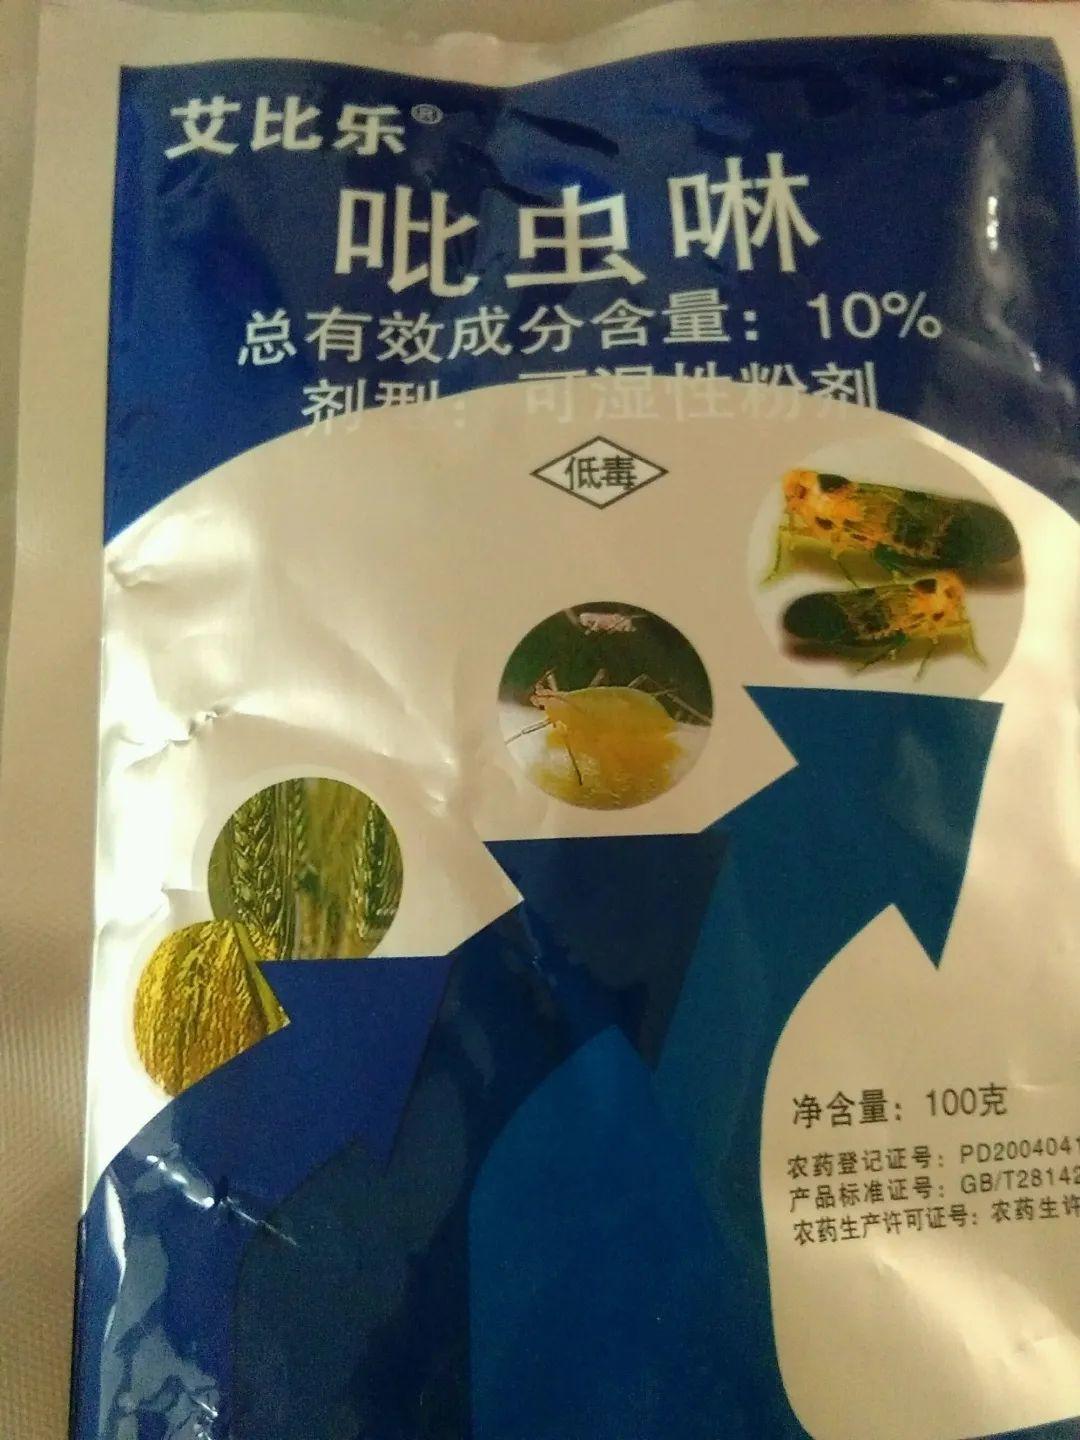 艾比乐®
吡虫啉
总有效成分含量：10%
剂型：可湿性粉剂
低毒
净含量：100克
农药登记证号：PD2004041
产品标准证号：GB/T28142
农药生产许可证号：农药生许